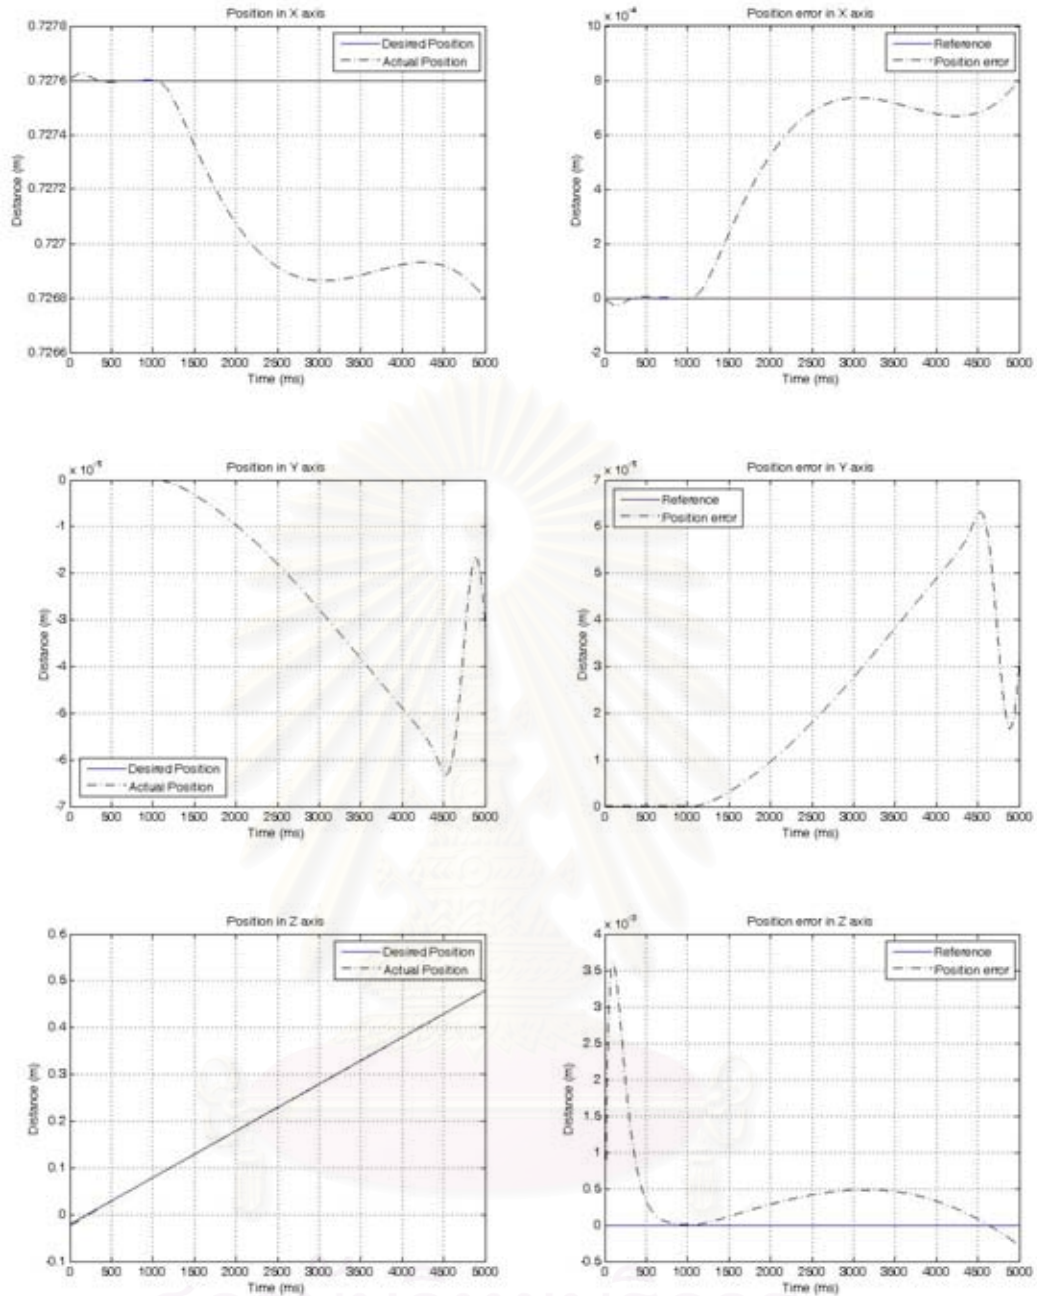 Position in X axis
0.7278
0.7276
0.7274
0.7272
0.727
0.7268
0.7266
Distance (m)
Desired Position
Actual Position
0 500 1000 1500 2000 2500 3000 3500 4000 4500 5000
Time (ms)
Position error in X axis
× 10⁻⁴
10
8
6
4
2
0
-2
Distance (m)
Reference
Position error
0 500 1000 1500 2000 2500 3000 3500 4000 4500 5000
Time (ms)
Position in Y axis
× 10⁻⁵
0
-1
-2
-3
-4
-5
-6
-7
Distance (m)
Desired Position
Actual Position
0 500 1000 1500 2000 2500 3000 3500 4000 4500 5000
Time (ms)
Position error in Y axis
× 10⁻⁵
7
6
5
4
3
2
1
0
Distance (m)
Reference
Position error
0 500 1000 1500 2000 2500 3000 3500 4000 4500 5000
Time (ms)
Position in Z axis
0.6
0.5
0.4
0.3
0.2
0.1
0
-0.1
Distance (m)
Desired Position
Actual Position
0 500 1000 1500 2000 2500 3000 3500 4000 4500 5000
Time (ms)
Position error in Z axis
× 10⁻³
4
3.5
3
2.5
2
1.5
1
0.5
0
-0.5
Distance (m)
Reference
Position error
0 500 1000 1500 2000 2500 3000 3500 4000 4500 5000
Time (ms)